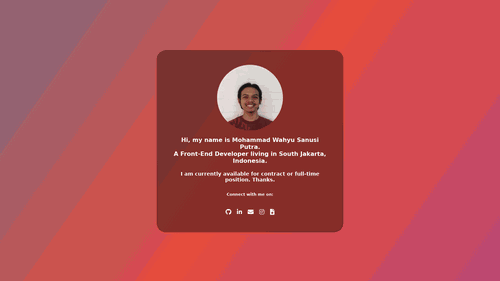 Hi, my name is Mohammad Wahyu Sanusi
Putra.
A Front-End Developer living in South Jakarta,
Indonesia.
I am currently available for contract or full-time
position. Thanks.
Connect with me on: